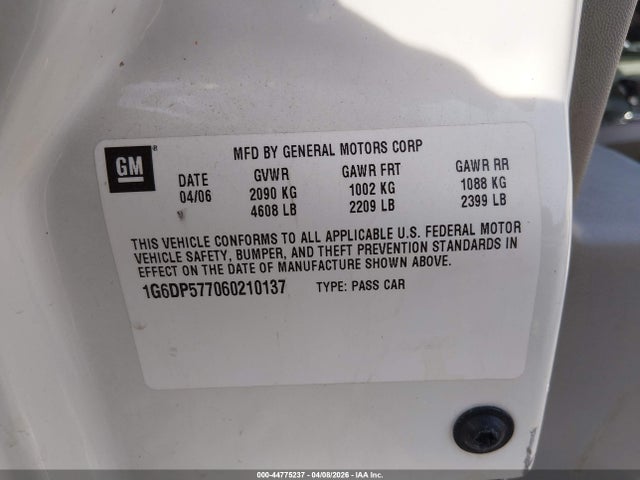 GM®
MFD BY GENERAL MOTORS CORP
DATE GVWR GAWR FRT GAWR RR
04/06 2090 KG 1002 KG 1088 KG
4608 LB 2209 LB 2399 LB
THIS VEHICLE CONFORMS TO ALL APPLICABLE U.S. FEDERAL MOTOR
VEHICLE SAFETY, BUMPER, AND THEFT PREVENTION STANDARDS IN
EFFECT ON THE DATE OF MANUFACTURE SHOWN ABOVE.
1G6DP577060210137 TYPE: PASS CAR
000-44775237 - 04/08/2026 - IAA Inc.